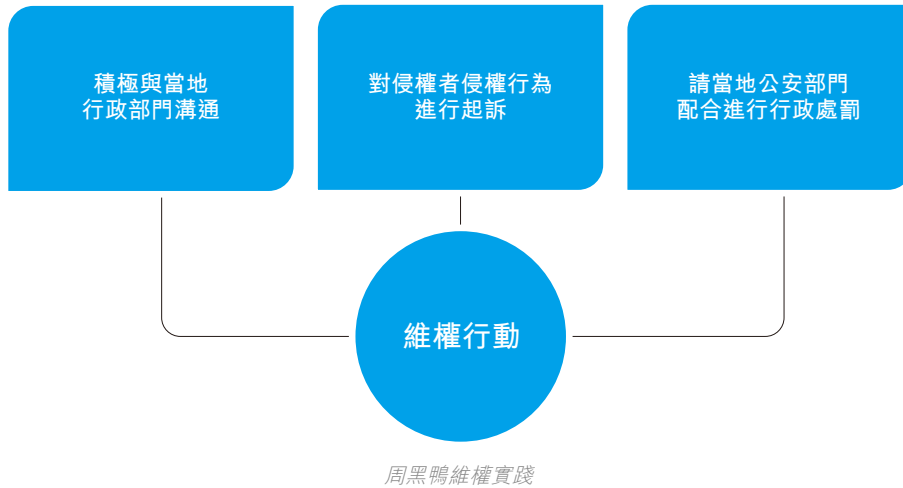 積極與當地
行政部門溝通
對侵權者侵權行為
進行起訴
請當地公安部門
配合進行行政處罰
維權行動
周黑鴨維權實踐